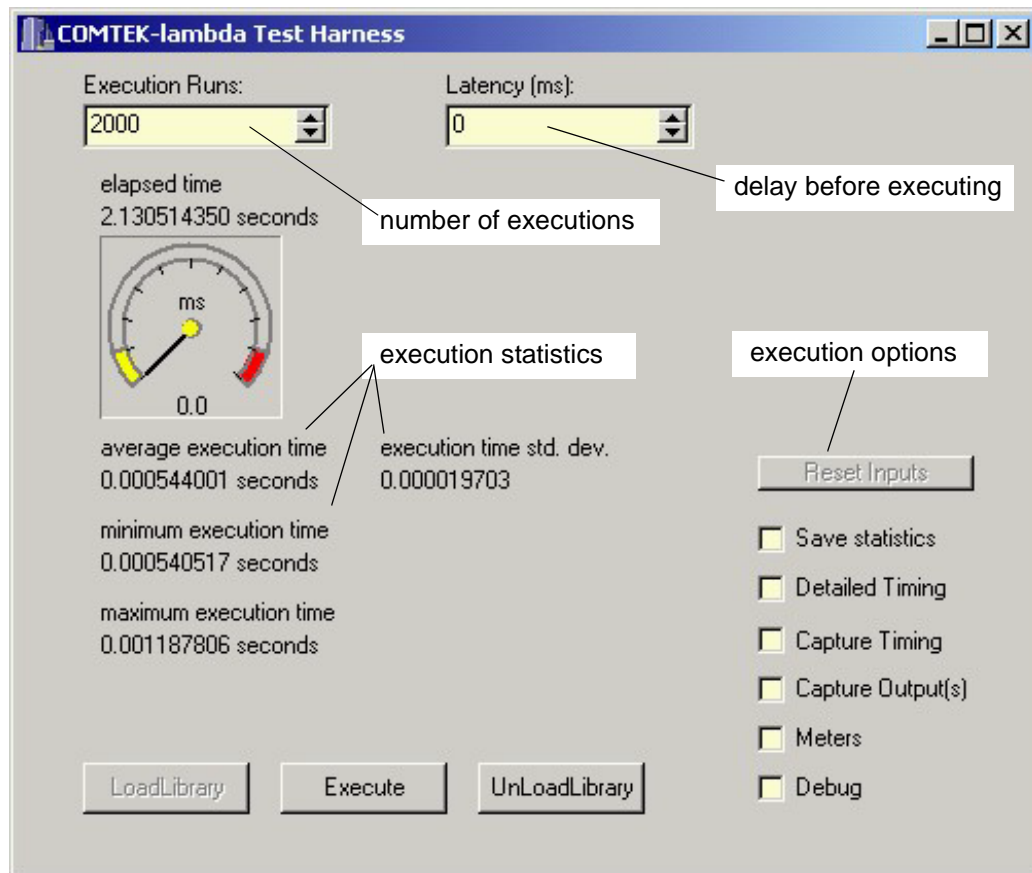 COMTEK-lambda Test Harness
Execution Runs:
Latency (ms):
2000
0
delay before executing
elapsed time
2.130514350 seconds
number of executions
ms
0.0
execution statistics
execution options
average execution time
0.000544001 seconds
execution time std. dev.
0.000019703
minimum execution time
0.000540517 seconds
maximum execution time
0.001187806 seconds
Reset Inputs
Save statistics
Detailed Timing
Capture Timing
Capture Output(s)
Meters
Debug
LoadLibrary
Execute
UnLoadLibrary